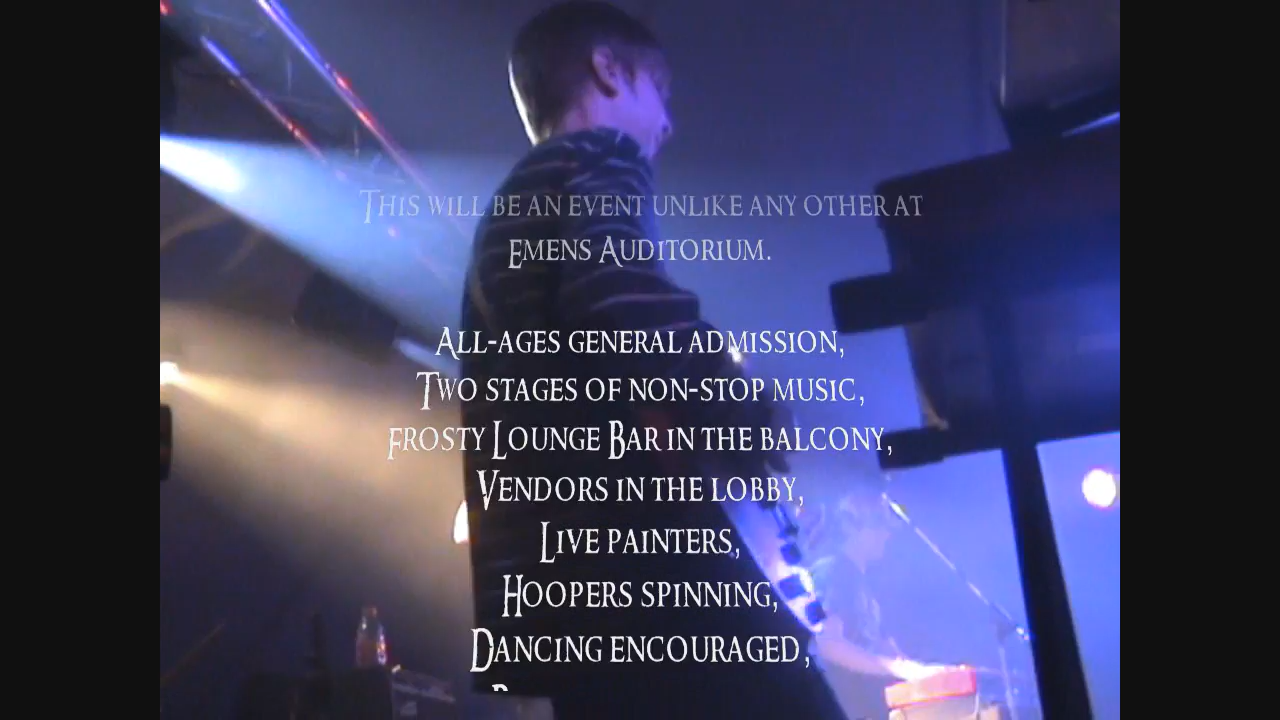 This will be an event unlike any other at
Emens Auditorium.
All-ages general admission,
Two stages of non-stop music,
Frosty Lounge Bar in the balcony,
Vendors in the lobby,
Live painters,
Hoopers spinning,
Dancing encouraged,